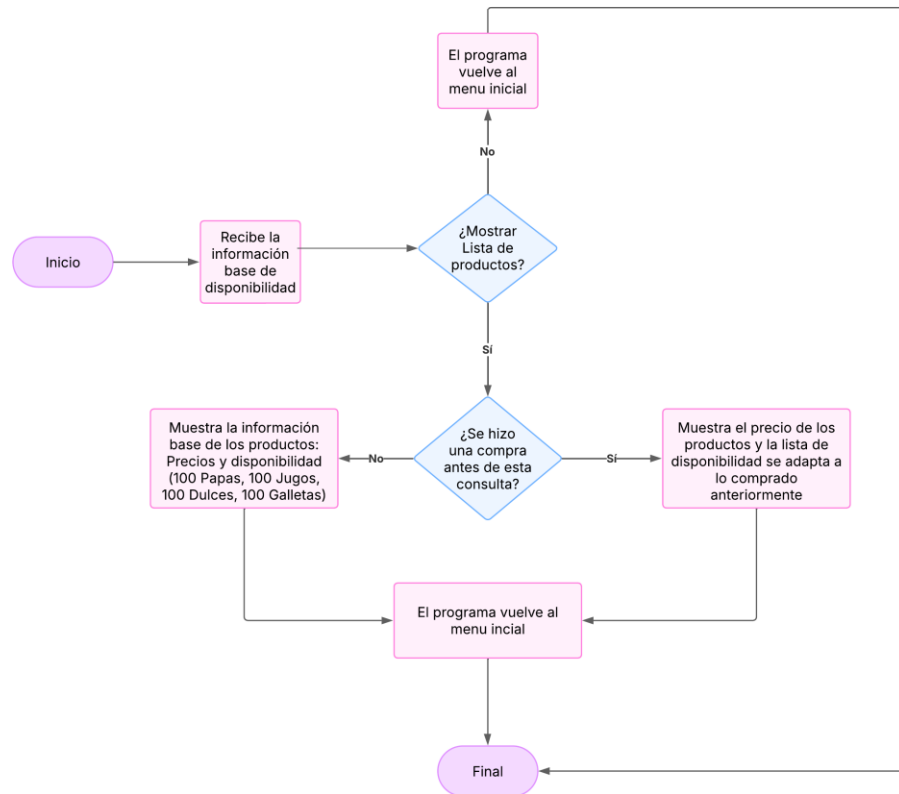 El programa
vuelve al
menu inicial
No
¿Mostrar
Lista de
productos?
Recibe la
información
base de
disponibilidad
Inicio
Sí
Muestra la información
base de los productos:
Precios y disponibilidad
(100 Papas, 100 Jugos,
100 Dulces, 100 Galletas)
No
¿Se hizo
una compra
antes de esta
consulta?
Sí
Muestra el precio de los
productos y la lista de
disponibilidad se adapta a
lo comprado
anteriormente
El programa vuelve al
menu incial
Final